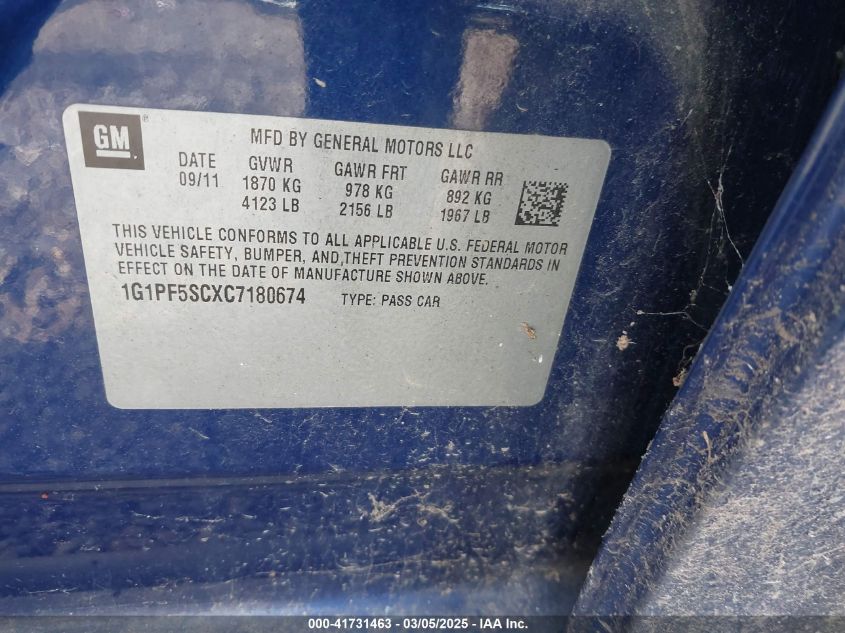 GM
MFD BY GENERAL MOTORS LLC
DATE GVWR GAWR FRT GAWR RR
09/11 1870 KG 978 KG 892 KG
4123 LB 2156 LB 1967 LB
THIS VEHICLE CONFORMS TO ALL APPLICABLE U.S. FEDERAL MOTOR
VEHICLE SAFETY, BUMPER, AND,THEFT PREVENTION STANDARDS IN
EFFECT ON THE DATE OF MANUFACTURE SHOWN ABOVE.
1G1PF5SCXC7180674 TYPE: PASS CAR
000-41731463 - 03/05/2025 - IAA Inc.